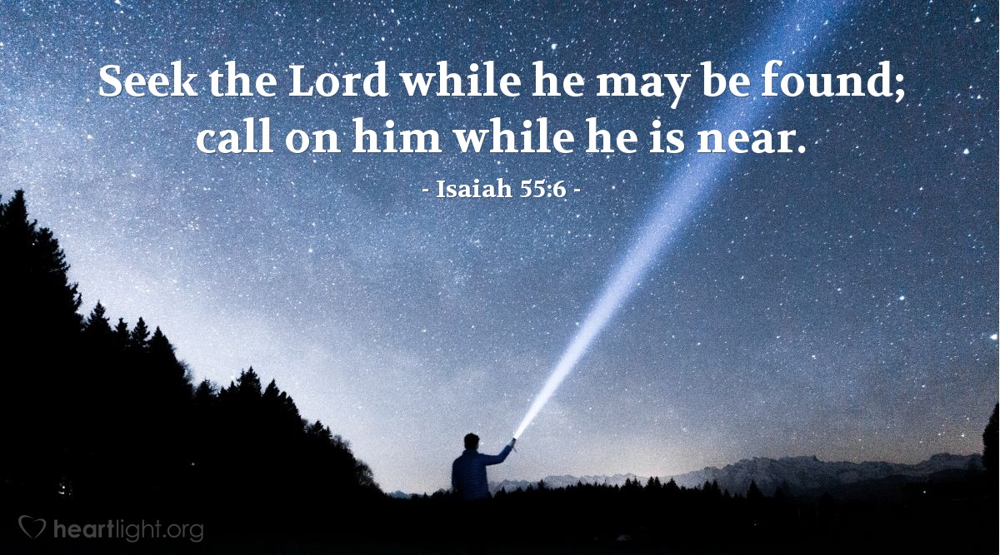 Seek the Lord while he may be found;
call on him while he is near.
- Isaiah 55:6 -
heartlight.org